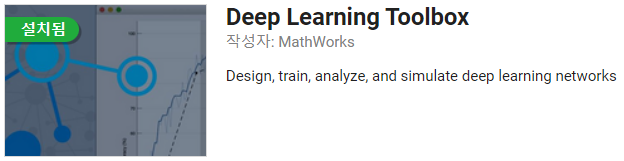 설치됨
Deep Learning Toolbox
작성자: MathWorks
Design, train, analyze, and simulate deep learning networks